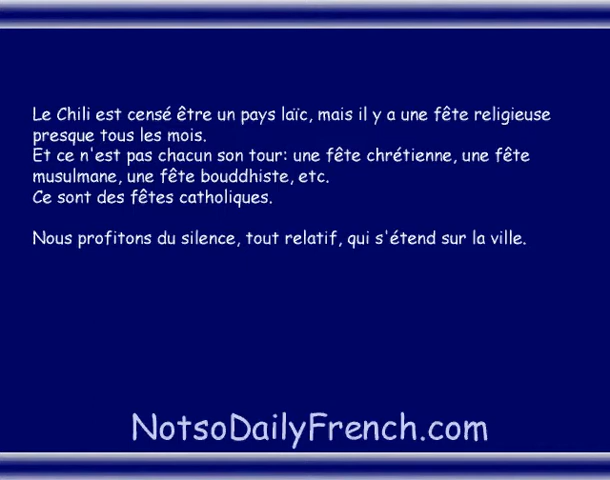 Le Chili est censé être un pays laïc, mais il y a une fête religieuse
presque tous les mois.
Et ce n'est pas chacun son tour: une fête chrétienne, une fête
musulmane, une fête bouddhiste, etc.
Ce sont des fêtes catholiques.
Nous profitons du silence, tout relatif, qui s'étend sur la ville.
NotsoDailyFrench.com